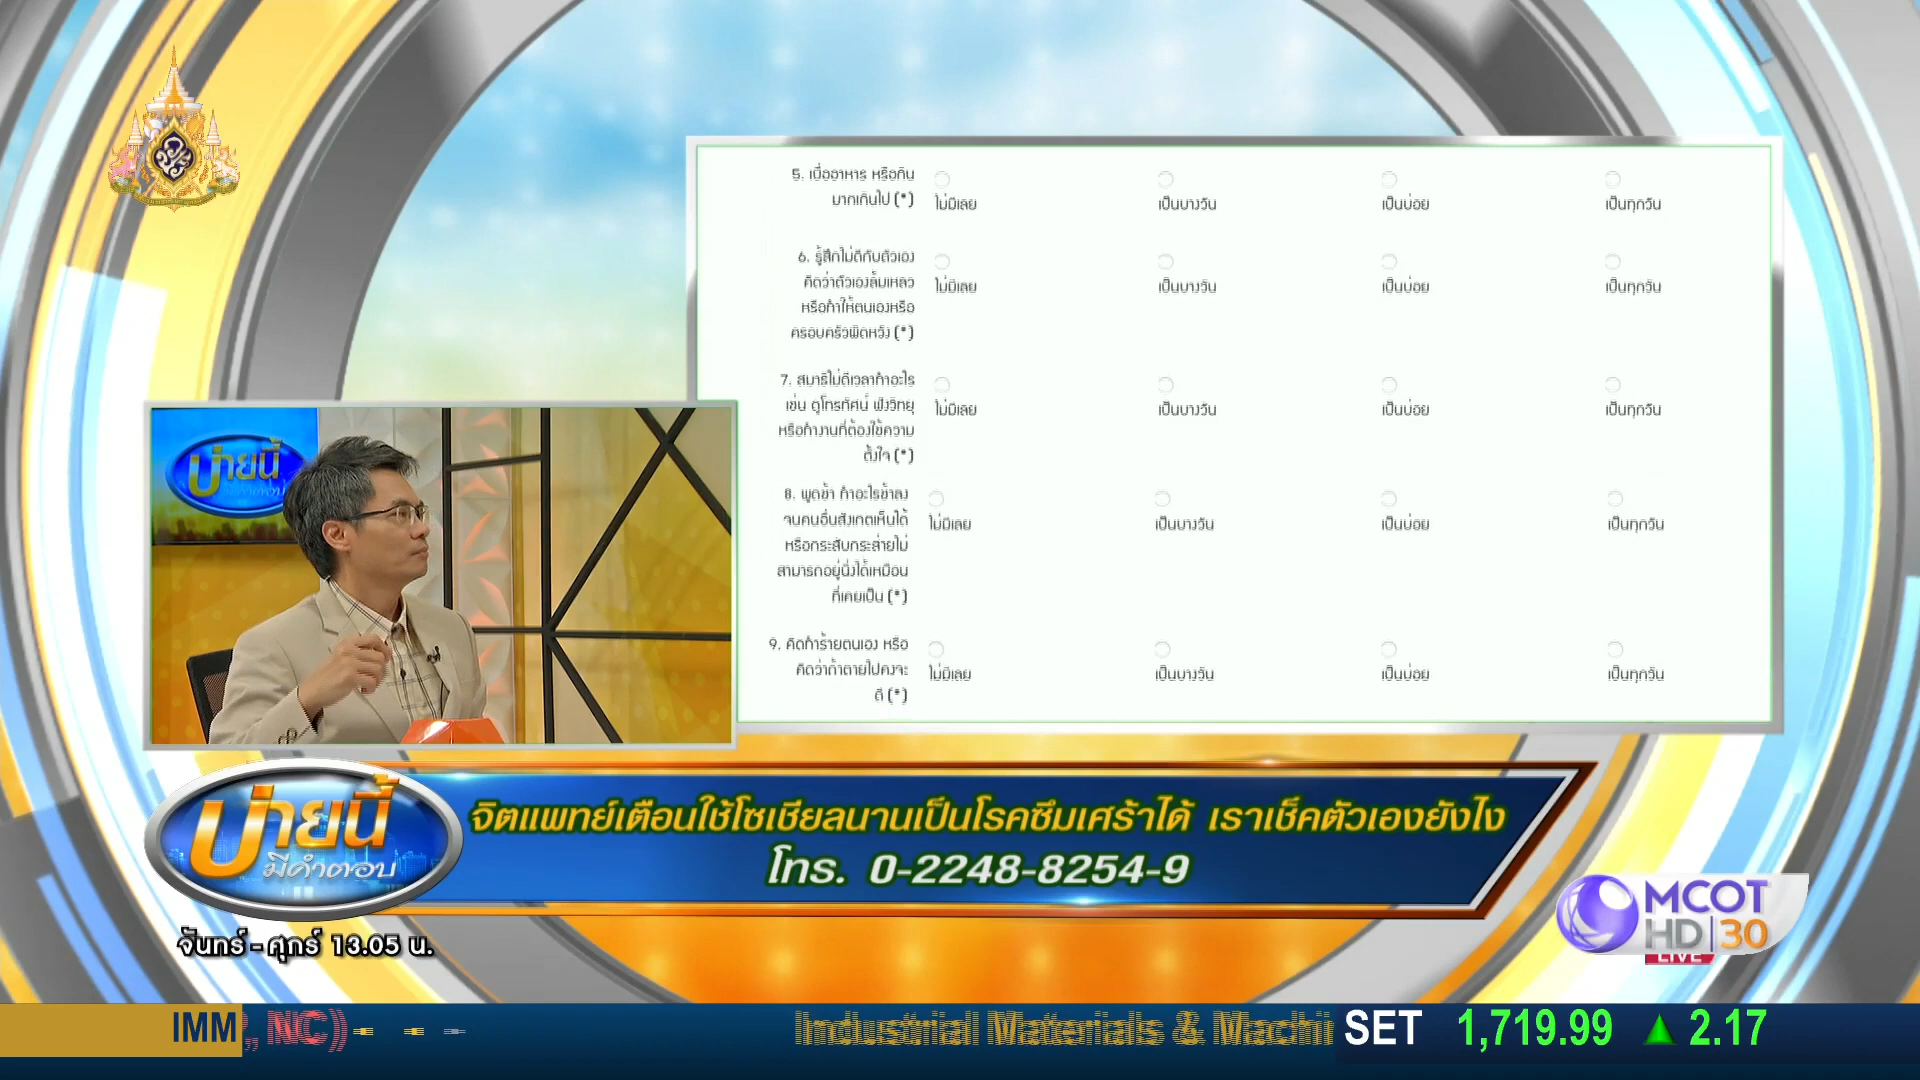 5. เบื่ออาหาร หรือกิน
มากเกินไป (*)
ไม่มีเลย เป็นบางวัน เป็นบ่อย เป็นทุกวัน
6. รู้สึกไม่ดีกับตัวเอง
คิดว่าตัวเองล้มเหลว
หรือทำให้ตนเองหรือ
ครอบครัวผิดหวัง (*)
ไม่มีเลย เป็นบางวัน เป็นบ่อย เป็นทุกวัน
7. สมาธิไม่ดีเวลาทำอะไร
เช่น ดูโทรทัศน์ ฟังวิทยุ
หรือทำงานที่ต้องใช้ความ
ตั้งใจ (*)
ไม่มีเลย เป็นบางวัน เป็นบ่อย เป็นทุกวัน
8. พูดช้า ทำอะไรช้าลง
จนคนอื่นสังเกตเห็นได้
หรือกระสับกระส่ายไม่
สามารถอยู่นิ่งได้เหมือน
ที่เคยเป็น (*)
ไม่มีเลย เป็นบางวัน เป็นบ่อย เป็นทุกวัน
9. คิดทำร้ายตนเอง หรือ
คิดว่าถ้าตายไปคงจะ
ดี (*)
ไม่มีเลย เป็นบางวัน เป็นบ่อย เป็นทุกวัน
บ่ายนี้
มีคำตอบ
บ่ายนี้
มีคำตอบ
จิตแพทย์เตือนใช้โซเชียลนานเป็นโรคซึมเศร้าได้ เราเช็คตัวเองยังไง
โทร. 0-2248-8254-9
จันทร์ - ศุกร์ 13.05 น.
MCOT
HD 30
LIVE
IMM , NC)) Industrial Materials & Machi SET 1,719.99 ▲ 2.17